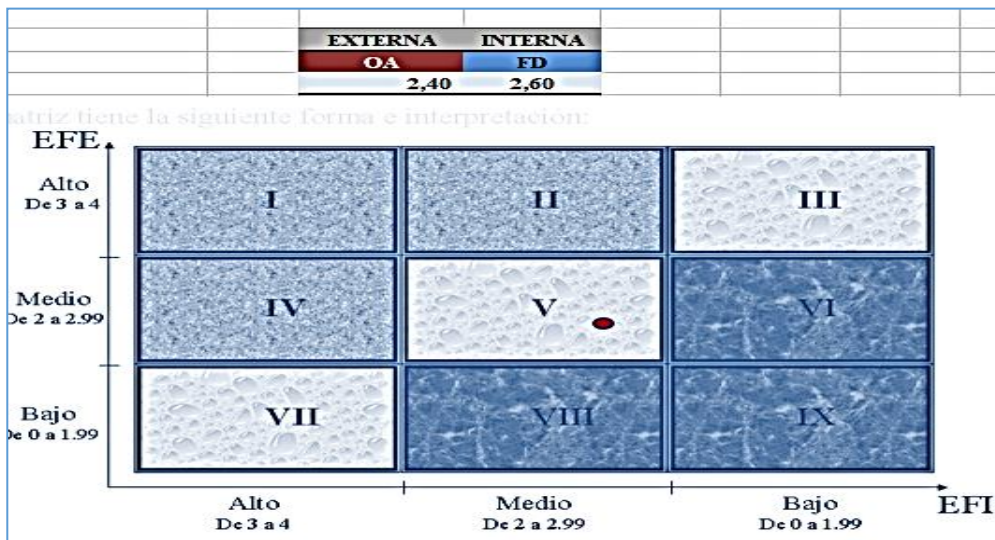 EXTERNA INTERNA
OA FD
2,40 2,60
matriz tiene la siguiente forma e interpretación:
EFE
Alto
De 3 a 4
I II III
Medio
De 2 a 2.99
IV V VI
Bajo
De 0 a 1.99
VII VIII IX
Alto Medio Bajo
De 3 a 4 De 2 a 2.99 De 0 a 1.99
EFI